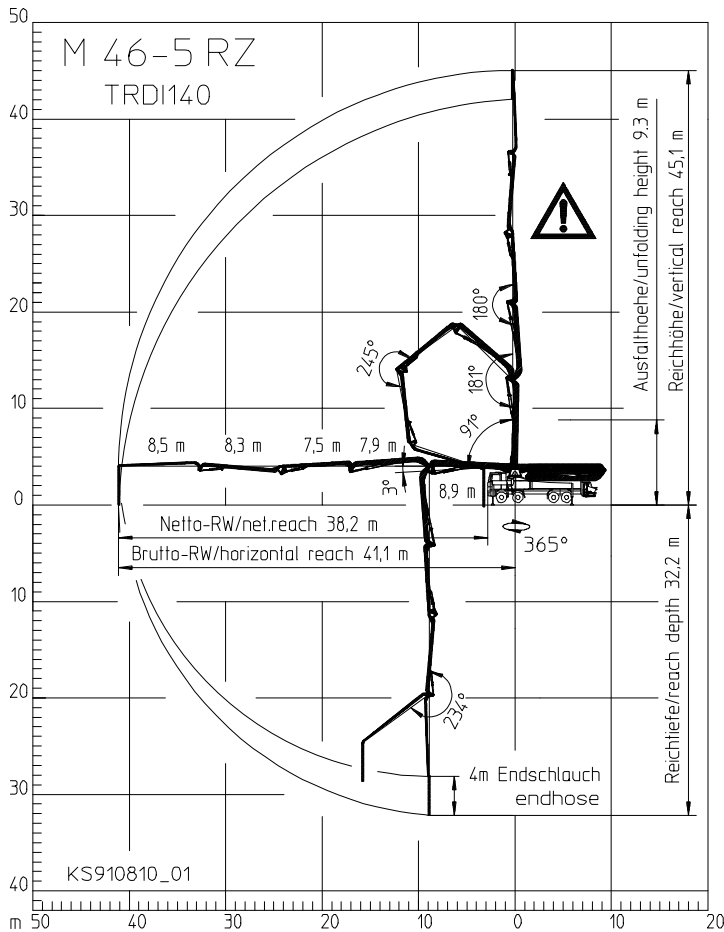 50
M 46-5 RZ
TRDI140
40
Ausfalthoehe/unfolding height 9.3 m
Reichhöhe/vertical reach 45,1 m
30
20
180°
245°
181°
10
91°
8,5 m
8,3 m
7,5 m
7,9 m
3°
8,9 m
0
Netto-RW/net.reach 38,2 m
365°
Brutto-RW/horizontal reach 41,1 m
10
Reichtiefe/reach depth 32,2 m
20
234°
4m Endschlauch
endhose
30
KS910810_01
40
m 50 40 30 20 10 0 10 20